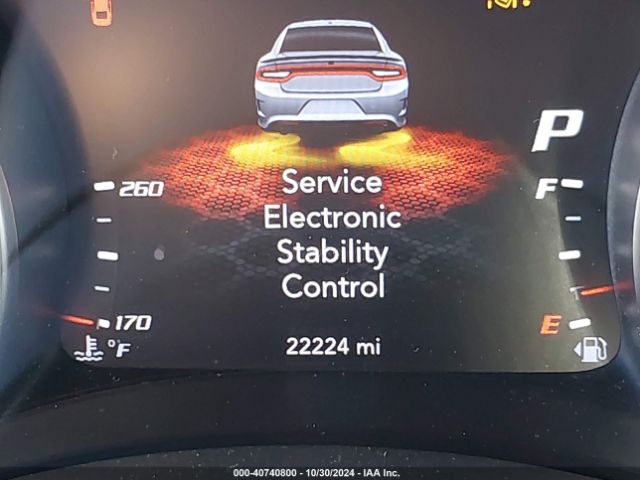 P
260
F
Service
Electronic
Stability
Control
170
E
°F
22224 mi
000-40740800 - 10/30/2024 - IAA Inc.